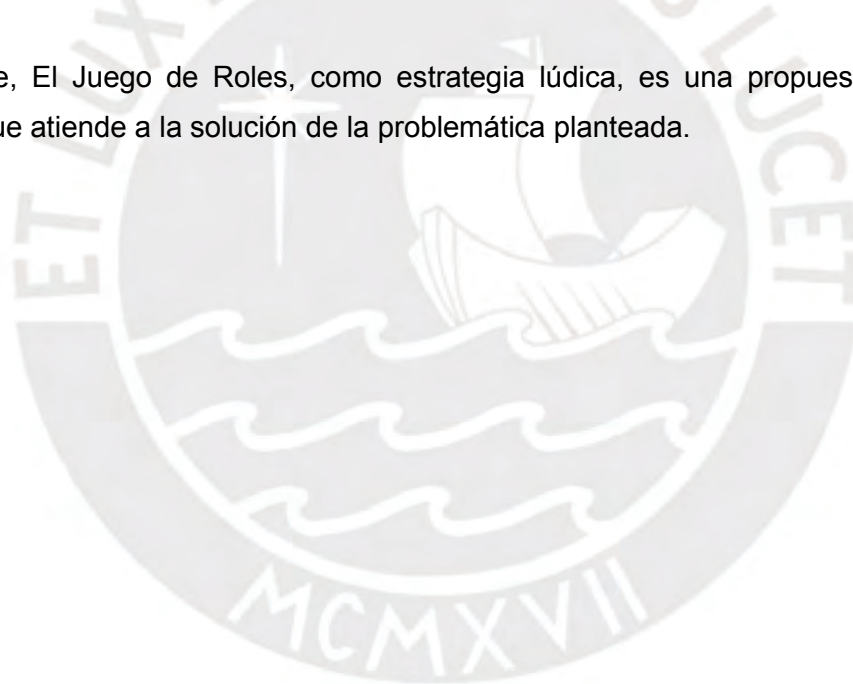 e, El Juego de Roles, como estrategia lúdica, es una propues
ue atiende a la solución de la problemática planteada.
ET LUX LUCET
MCMXVII